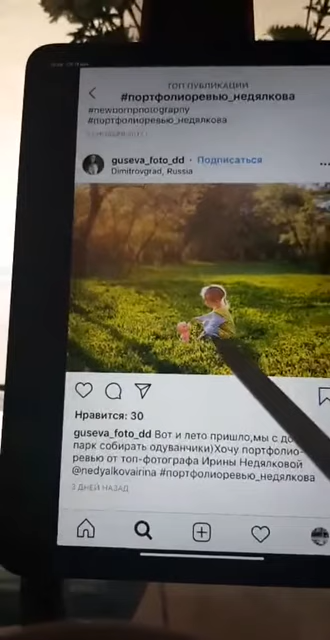 ТОП ПУБЛИКАЦИИ
#портфолиоревью_недялкова
#newbornphotography
#портфолиоревью_недялкова
guseva_foto_dd · Подписаться
Dimitrovgrad, Russia
Нравится: 30
guseva_foto_dd Вот и лето пришло,мы с до
парк собирать одуванчики)Хочу портфолио-
ревью от топ-фотографа Ирины Недялковой
@nedyalkovairina #портфолиоревью_недялкова
3 ДНЕЙ НАЗАД